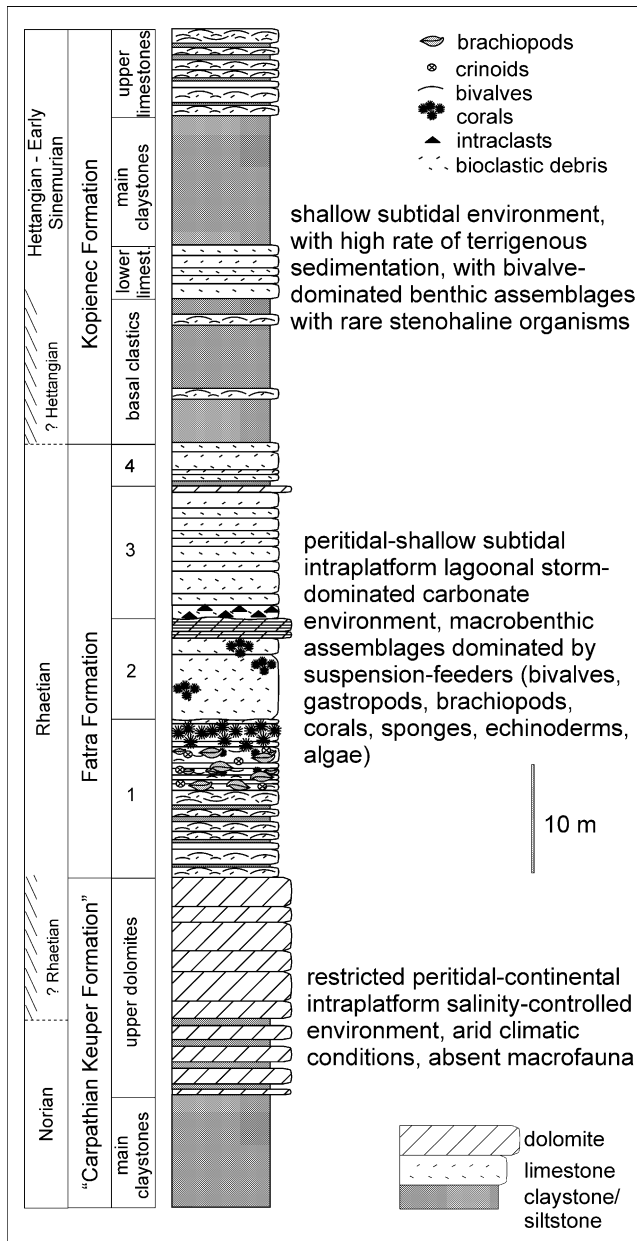 brachiopods
crinoids
bivalves
corals
intraclasts
bioclastic debris
Hettangian - Early
Sinemurian
? Hettangian
Kopienec Formation
upper
limestones
main
claystones
lower
limest.
basal clastics
shallow subtidal environment,
with high rate of terrigenous
sedimentation, with bivalve-
dominated benthic assemblages
with rare stenohaline organisms
Rhaetian
Fatra Formation
4
3
2
1
peritidal-shallow subtidal
intraplatform lagoonal storm-
dominated carbonate
environment, macrobenthic
assemblages dominated by
suspension-feeders (bivalves,
gastropods, brachiopods,
corals, sponges, echinoderms,
algae)
10 m
? Rhaetian
Norian
“Carpathian Keuper Formation”
upper dolomites
main
claystones
restricted peritidal-continental
intraplatform salinity-controlled
environment, arid climatic
conditions, absent macrofauna
dolomite
limestone
claystone/
siltstone